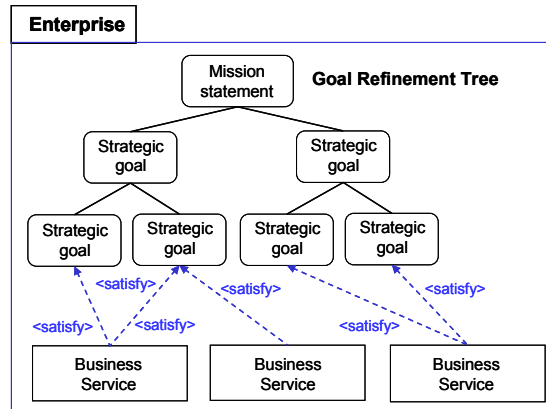 Enterprise
Mission
statement
Goal Refinement Tree
Strategic
goal
Strategic
goal
Strategic
goal
Strategic
goal
Strategic
goal
Strategic
goal
<satisfy>
<satisfy>
<satisfy>
<satisfy>
<satisfy>
<satisfy>
Business
Service
Business
Service
Business
Service